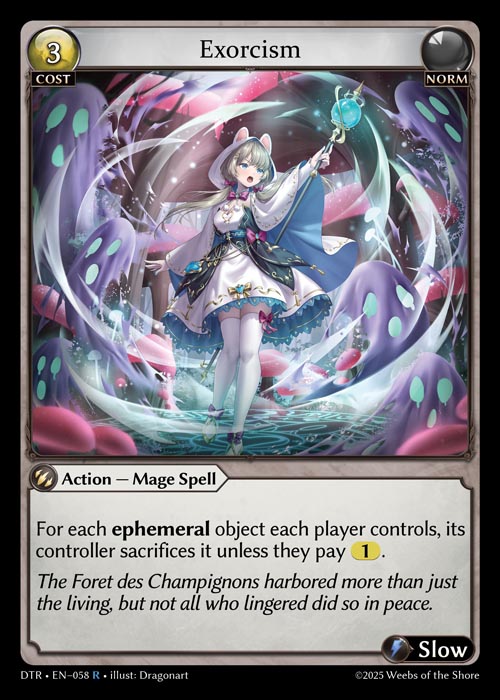 3
Exorcism
COST
NORM
Action — Mage Spell
For each ephemeral object each player controls, its
controller sacrifices it unless they pay 1.
The Foret des Champignons harbored more than just
the living, but not all who lingered did so in peace.
Slow
DTR • EN–058 R • illust: Dragonart
©2025 Weebs of the Shore